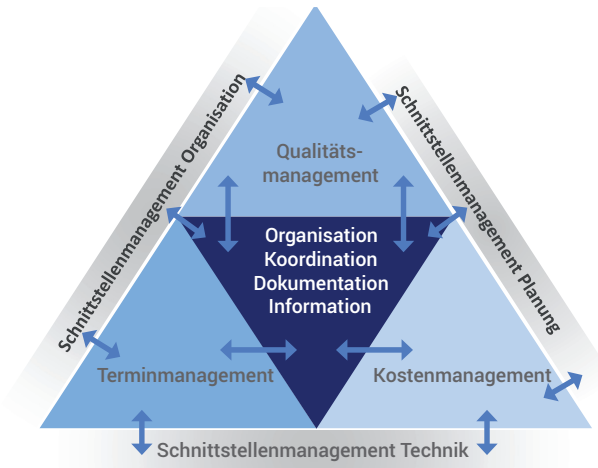 Schnittstellenmanagement Organisation
Schnittstellenmanagement Planung
Qualitäts-
management
Organisation
Koordination
Dokumentation
Information
Terminmanagement
Kostenmanagement
Schnittstellenmanagement Technik